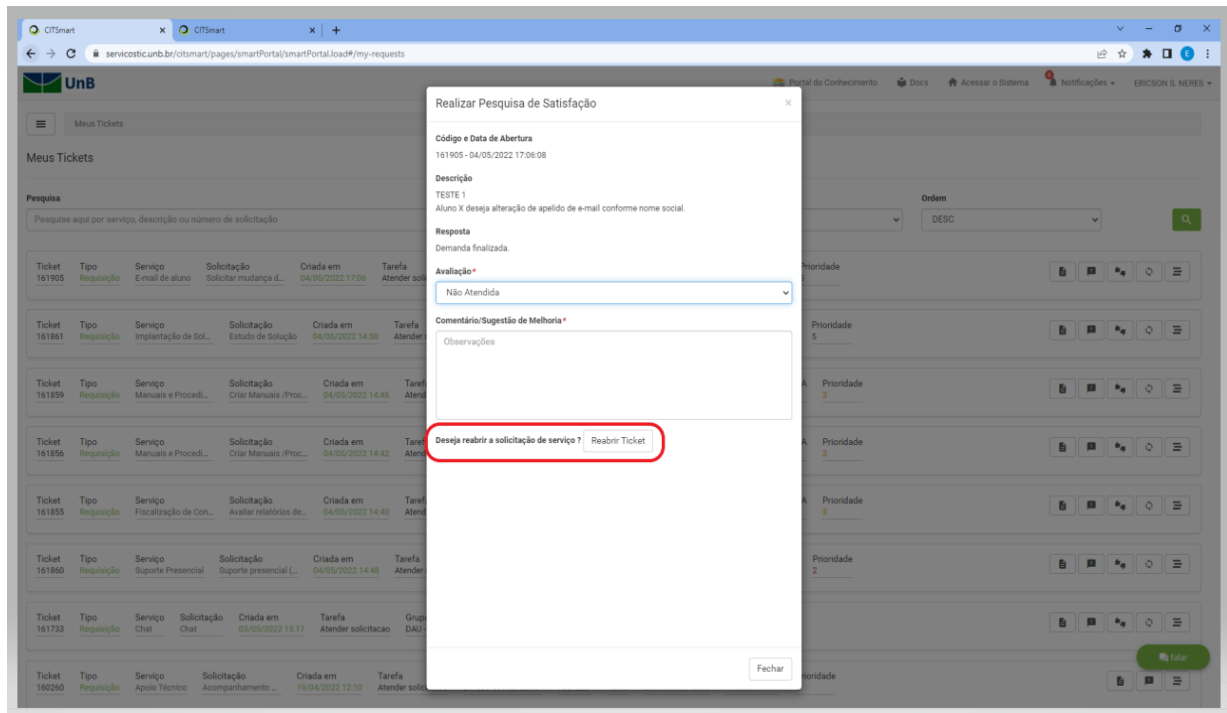 CITSmart
CITSmart
servicostic.unb.br/citsmart/pages/smartPortal/smartPortal.load#/my-requests
E
UnB
Portal do Conhecimento Docs Acessar o Sistema Notificações ERICSON S. NERES
Meus Tickets
Meus Tickets
Pesquisa
Ordem
Pesquise aqui por serviço, descrição ou número de solicitação
DESC
Realizar Pesquisa de Satisfação
Código e Data de Abertura
161905 - 04/05/2022 17:06:08
Descrição
TESTE 1
Aluno X deseja alteração de apelido de e-mail conforme nome social.
Resposta
Demanda finalizada.
Avaliação*
Não Atendida
Comentário/Sugestão de Melhoria*
Observações
Deseja reabrir a solicitação de serviço ? Reabrir Ticket
Fechar
Ticket Tipo Serviço Solicitação Criada em Tarefa Prioridade
161905 Requisição E-mail de aluno Solicitar mudança d... 04/05/2022 17:06 Atender
Ticket Tipo Serviço Solicitação Criada em Tarefa Prioridade
161861 Requisição Implantação de Sol... Estudo de Solução 04/05/2022 14:50 Atender 5
Ticket Tipo Serviço Solicitação Criada em Prioridade
161859 Requisição Manuais e Procedi... Criar Manuais /Proc... 04/05/2022 14:45 3
Ticket Tipo Serviço Solicitação Criada em Prioridade
161856 Requisição Manuais e Procedi... Criar Manuais /Proc... 04/05/2022 14:42 3
Ticket Tipo Serviço Solicitação Criada em Prioridade
161855 Requisição Fiscalização de Con... Avaliar relatórios de... 04/05/2022 14:40 3
Ticket Tipo Serviço Solicitação Criada em Tarefa Prioridade
161860 Requisição Suporte Presencial Suporte presencial (... 04/05/2022 14:48 Atender 2
Ticket Tipo Serviço Solicitação Criada em Tarefa
161733 Requisição Chat Chat 03/05/2022 15:17 Atender solicitacao DAU -
falar
Ticket Tipo Serviço Solicitação Criada em Tarefa
160260 Requisição Apoio Técnico Acompanhamento ... 19/04/2022 12:10 Atender